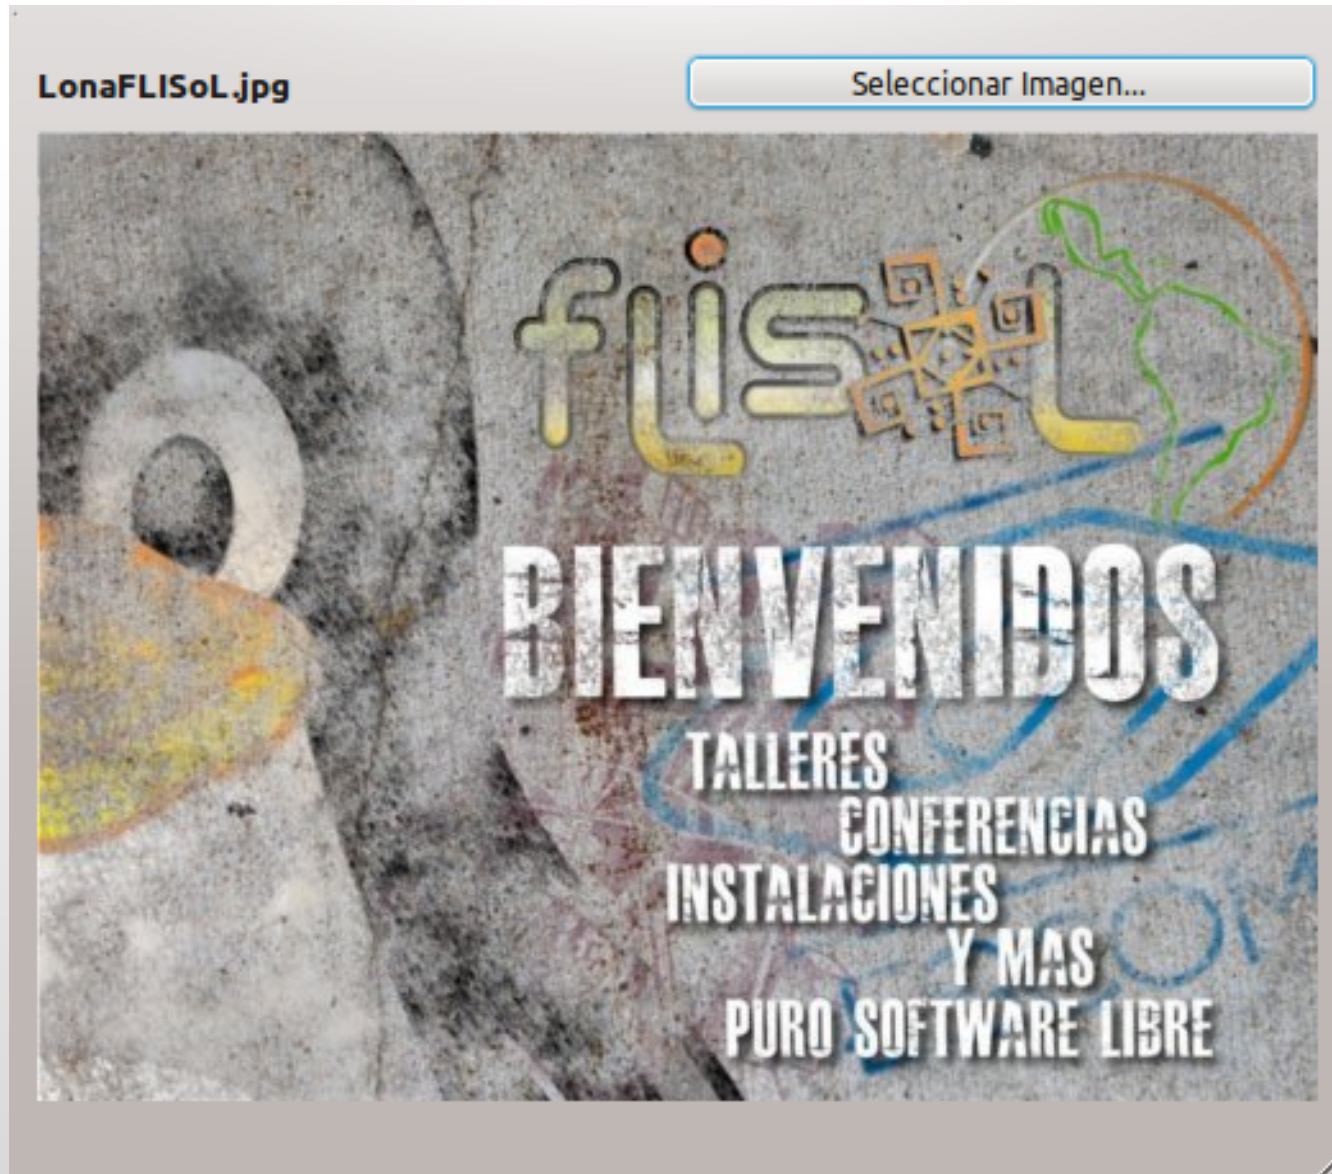 LonaFLISoL.jpg
Seleccionar Imagen...
fLisoL
BIENVENIDOS
TALLERES
CONFERENCIAS
INSTALACIONES
Y MAS
PURO SOFTWARE LIBRE